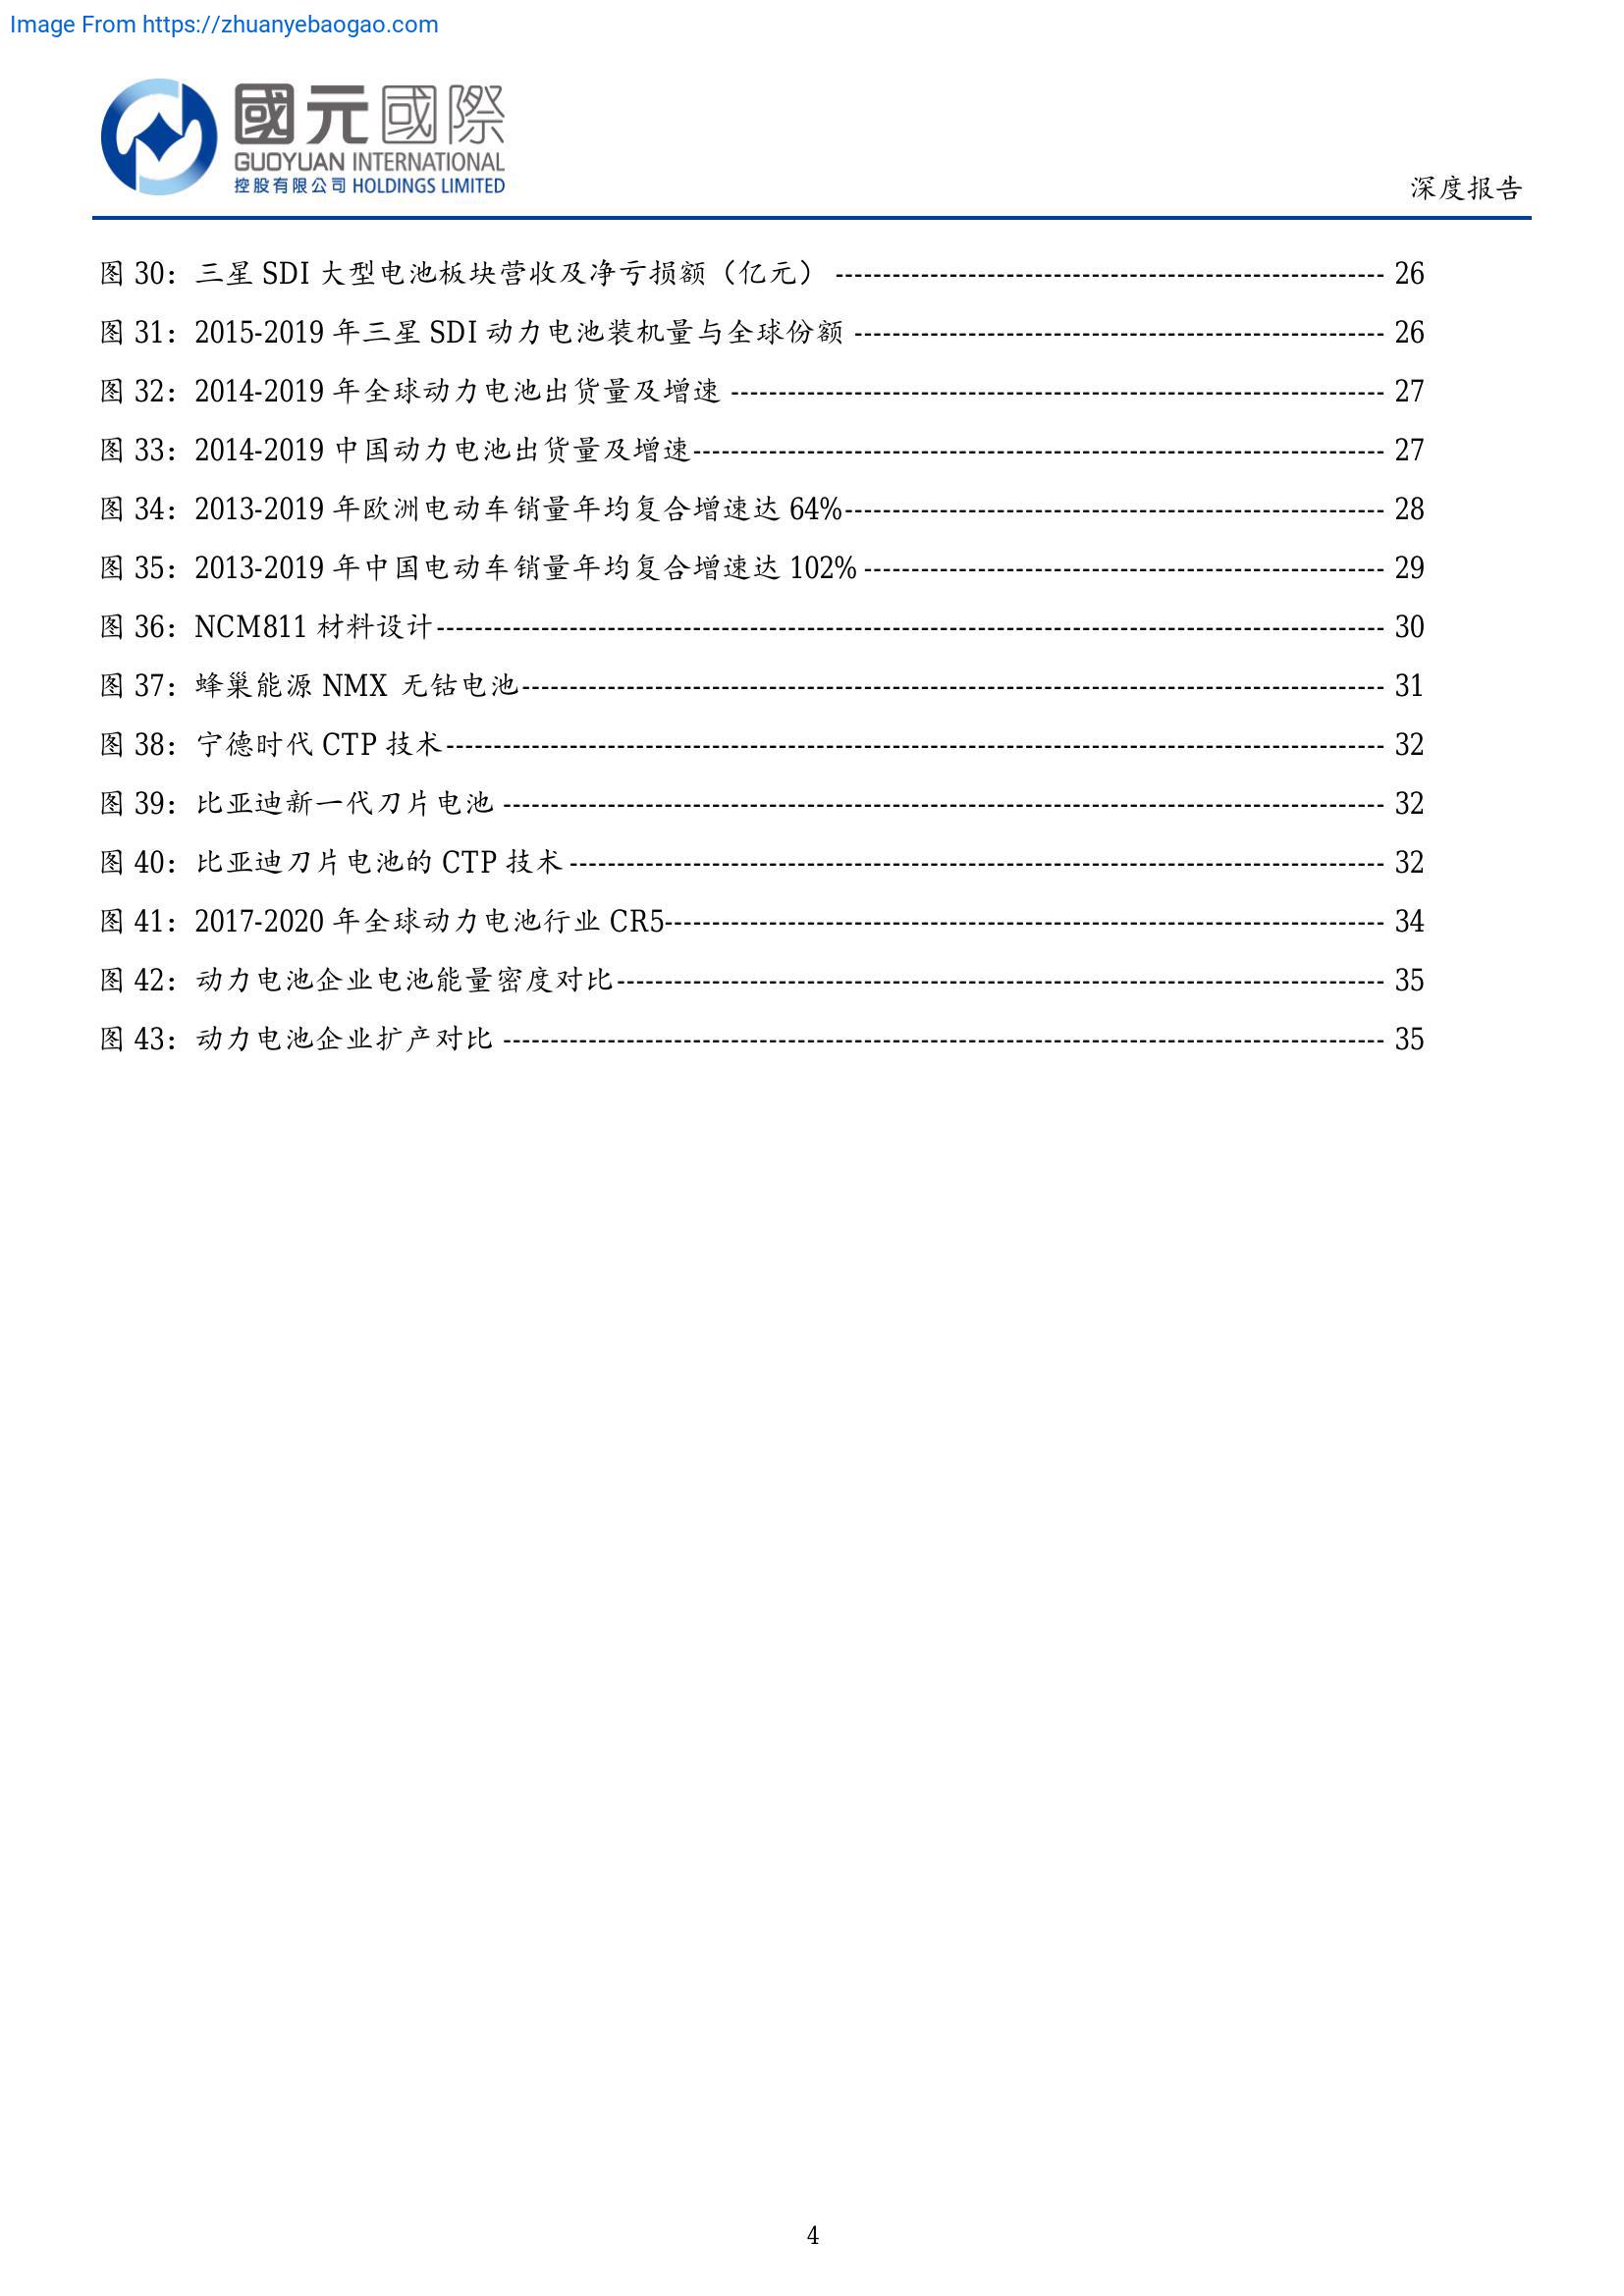 Image From https://zhuanyebaogao.com
國元國際
GUOYUAN INTERNATIONAL
控股有限公司 HOLDINGS LIMITED
深度报告
图 30：三星 SDI 大型电池板块营收及净亏损额（亿元） ---------------------------------------------------------- 26
图 31：2015-2019 年三星 SDI 动力电池装机量与全球份额 -------------------------------------------------------- 26
图 32：2014-2019 年全球动力电池出货量及增速 --------------------------------------------------------------------- 27
图 33：2014-2019 中国动力电池出货量及增速------------------------------------------------------------------------- 27
图 34：2013-2019 年欧洲电动车销量年均复合增速达 64%--------------------------------------------------------- 28
图 35：2013-2019 年中国电动车销量年均复合增速达 102% ------------------------------------------------------- 29
图 36：NCM811 材料设计---------------------------------------------------------------------------------------------------- 30
图 37：蜂巢能源 NMX 无钴电池------------------------------------------------------------------------------------------- 31
图 38：宁德时代 CTP 技术--------------------------------------------------------------------------------------------------- 32
图 39：比亚迪新一代刀片电池 --------------------------------------------------------------------------------------------- 32
图 40：比亚迪刀片电池的 CTP 技术 -------------------------------------------------------------------------------------- 32
图 41：2017-2020 年全球动力电池行业 CR5---------------------------------------------------------------------------- 34
图 42：动力电池企业电池能量密度对比--------------------------------------------------------------------------------- 35
图 43：动力电池企业扩产对比 --------------------------------------------------------------------------------------------- 35
4